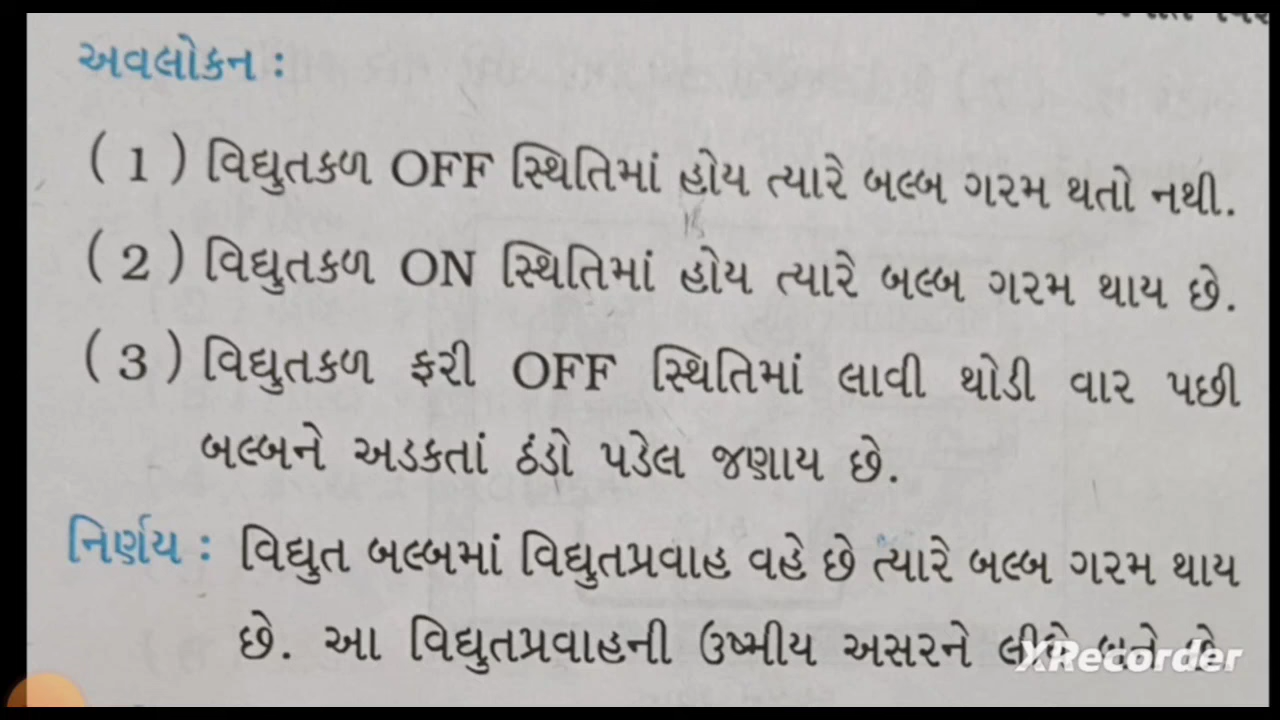 અવલોકન :
( 1 ) વિદ્યુતકળ OFF સ્થિતિમાં હોય ત્યારે બલ્બ ગરમ થતો નથી.
( 2 ) વિદ્યુતકળ ON સ્થિતિમાં હોય ત્યારે બલ્બ ગરમ થાય છે.
( 3 ) વિદ્યુતકળ ફરી OFF સ્થિતિમાં લાવી થોડી વાર પછી
બલ્બને અડકતાં ઠંડો પડેલ જણાય છે.
નિર્ણય : વિદ્યુત બલ્બમાં વિદ્યુતપ્રવાહ વહે છે ત્યારે બલ્બ ગરમ થાય
છે. આ વિદ્યુતપ્રવાહની ઉષ્મીય અસરને લીધે બને છે.
XRecorder